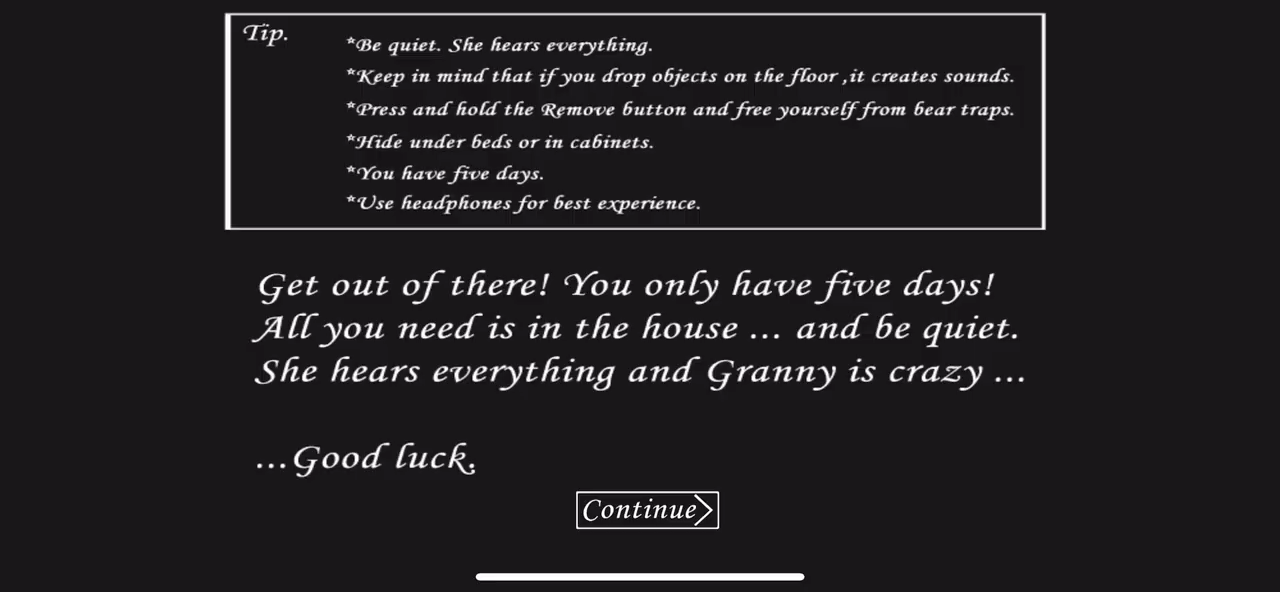 Tip.
*Be quiet. She hears everything.
*Keep in mind that if you drop objects on the floor ,it creates sounds.
*Press and hold the Remove button and free yourself from bear traps.
*Hide under beds or in cabinets.
*You have five days.
*Use headphones for best experience.
Get out of there! You only have five days!
All you need is in the house ... and be quiet.
She hears everything and Granny is crazy ...
...Good luck.
Continue